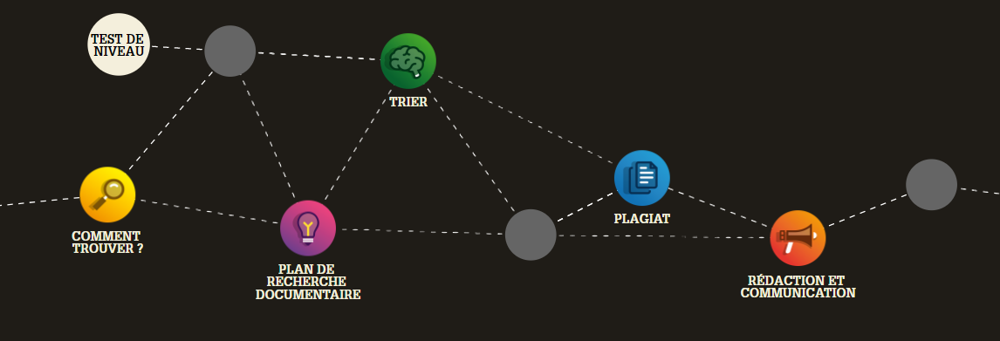 TEST DE
NIVEAU
TRIER
COMMENT
TROUVER ?
PLAGIAT
PLAN DE
RECHERCHE
DOCUMENTAIRE
RÉDACTION ET
COMMUNICATION